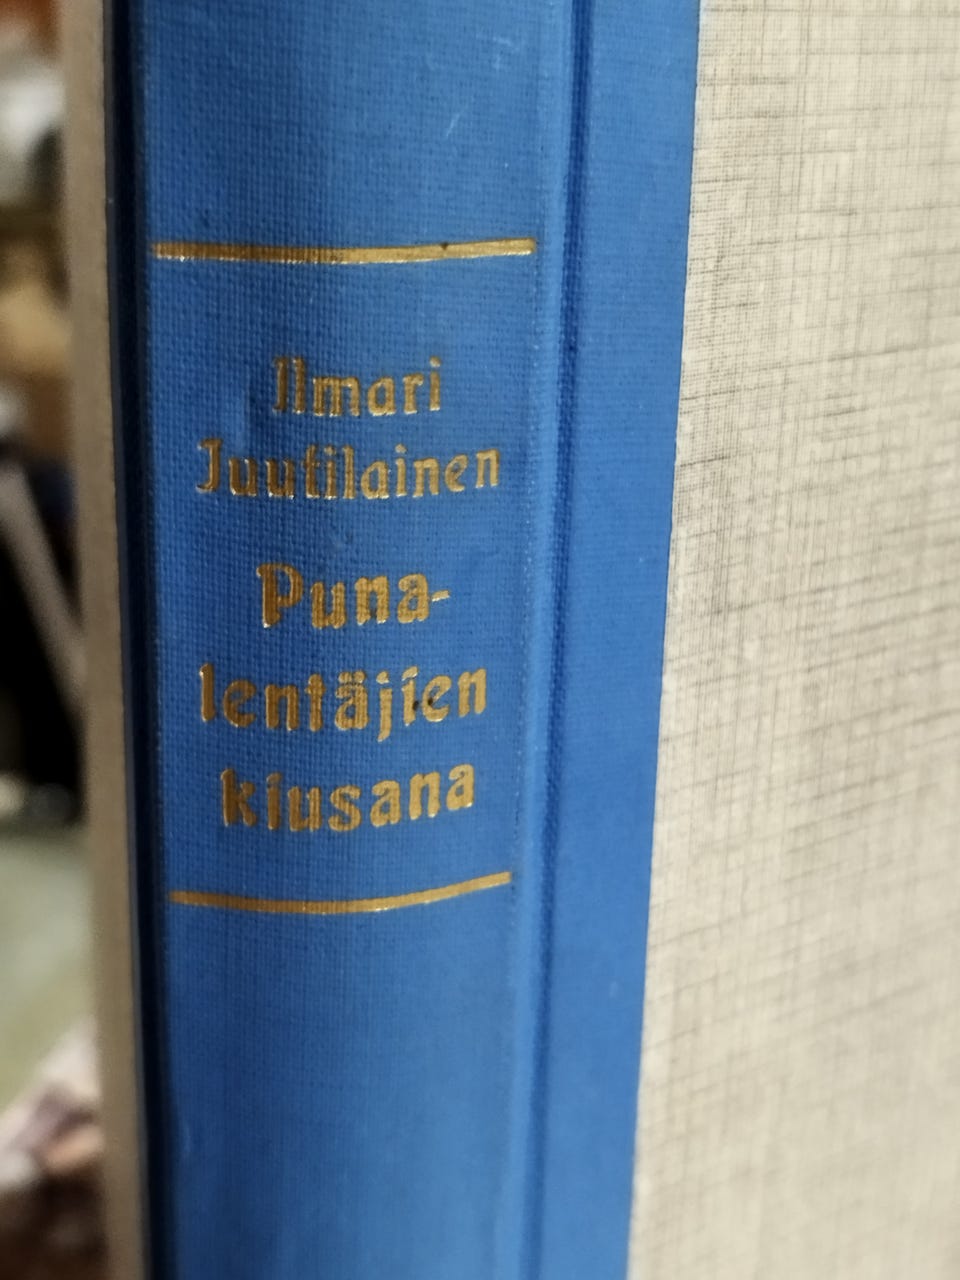 Ilmari
Juutilainen
Puna-
lentäjien
kiusana